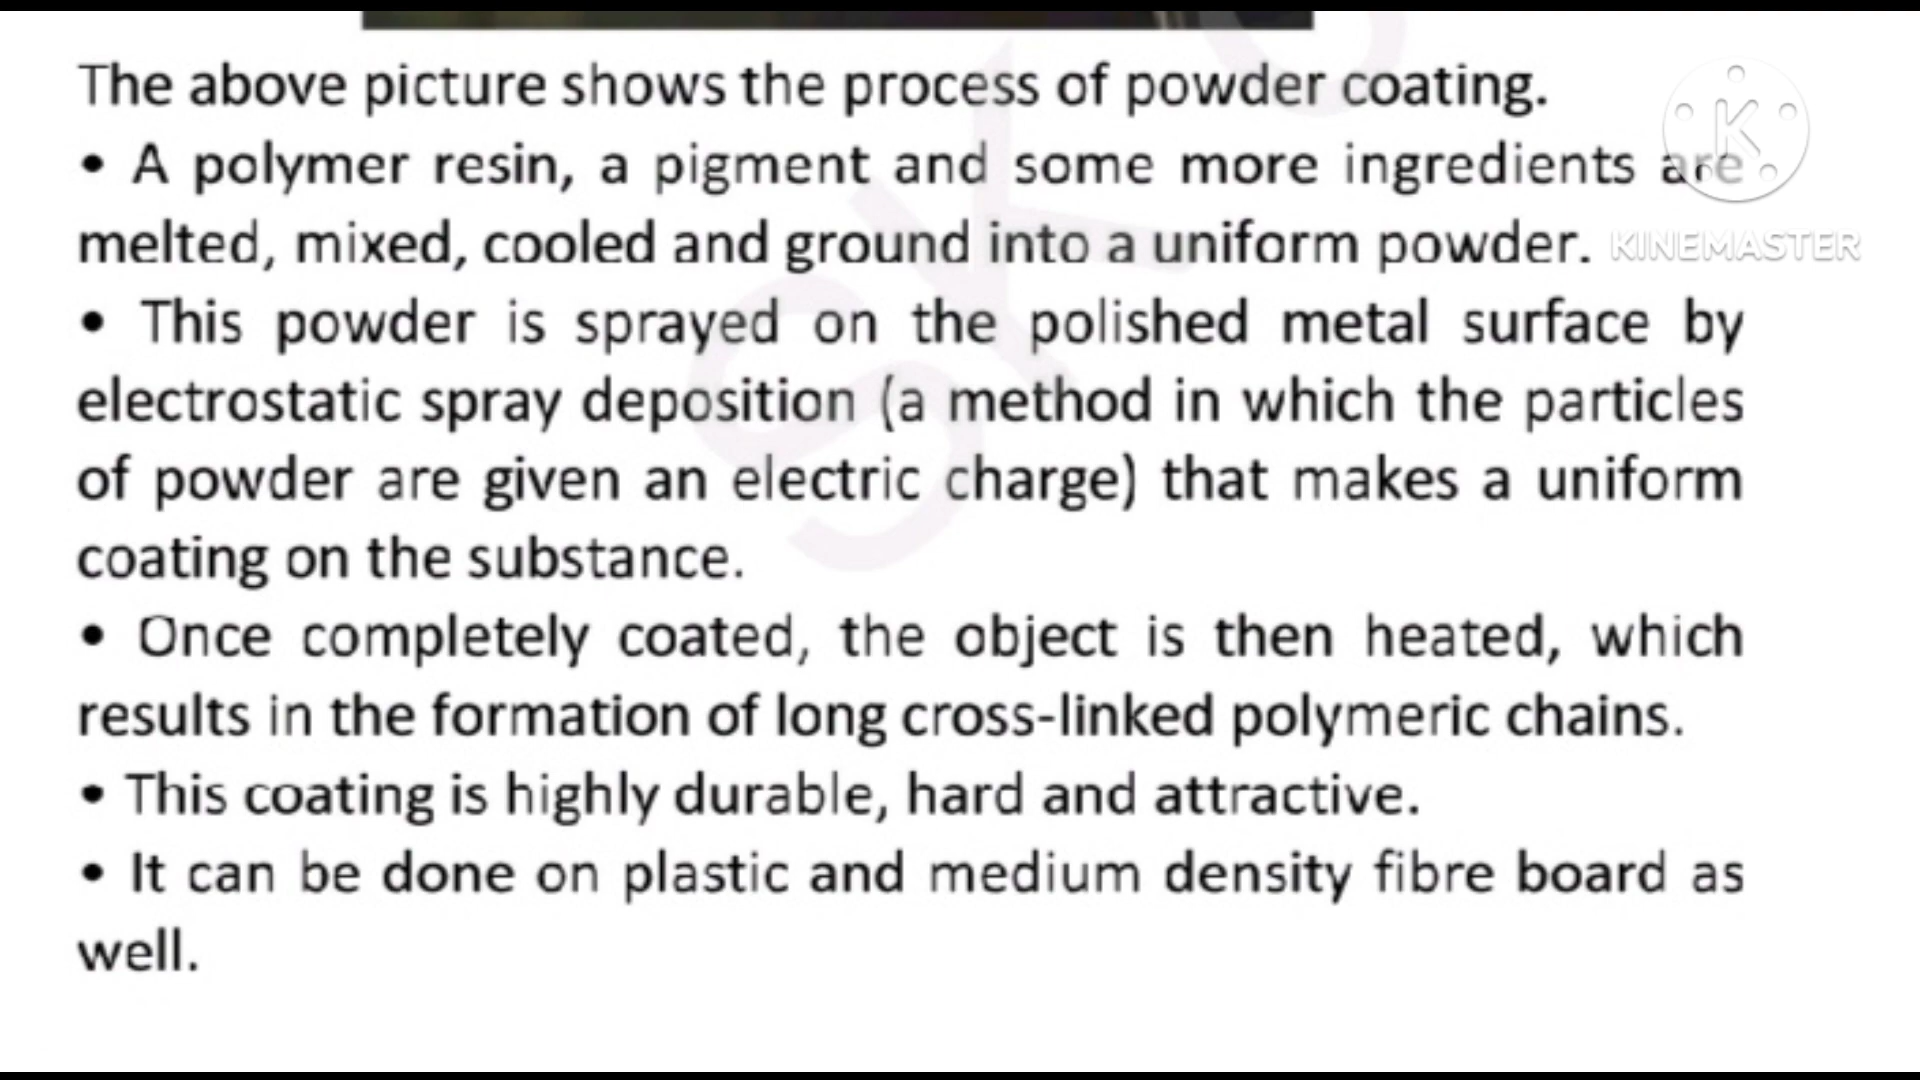 The above picture shows the process of powder coating.
• A polymer resin, a pigment and some more ingredients are
melted, mixed, cooled and ground into a uniform powder.
• This powder is sprayed on the polished metal surface by
electrostatic spray deposition (a method in which the particles
of powder are given an electric charge) that makes a uniform
coating on the substance.
• Once completely coated, the object is then heated, which
results in the formation of long cross-linked polymeric chains.
• This coating is highly durable, hard and attractive.
• It can be done on plastic and medium density fibre board as
well.
K
KINEMASTER
SK